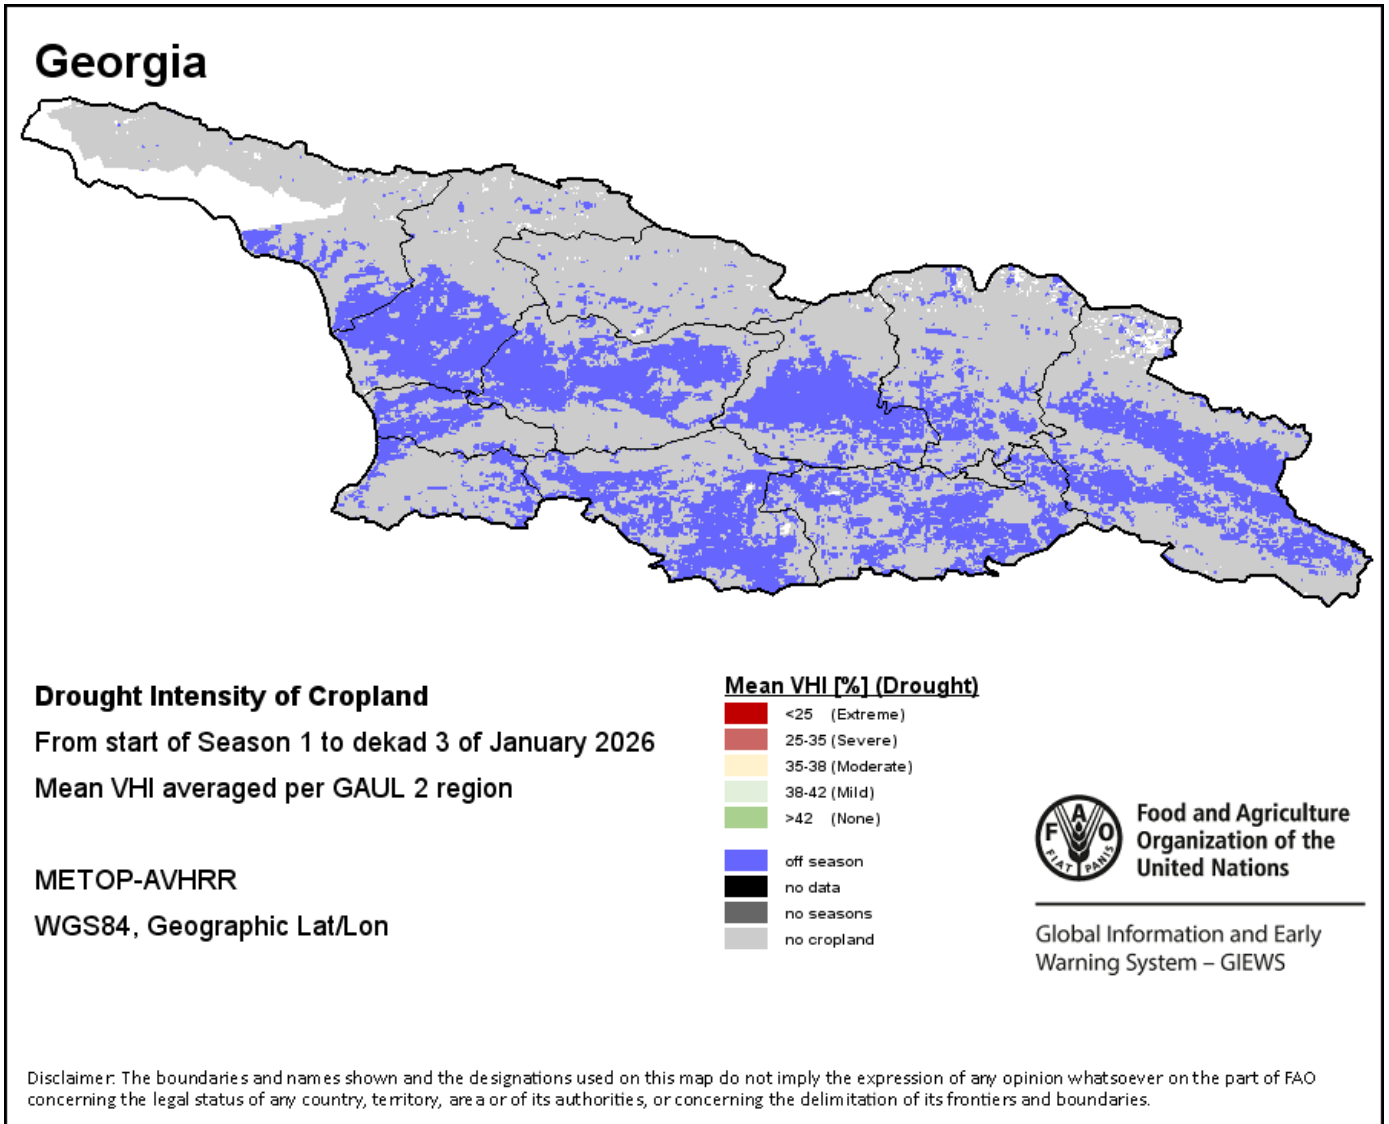 Georgia
Drought Intensity of Cropland
From start of Season 1 to dekad 3 of January 2026
Mean VHI averaged per GAUL 2 region
METOP-AVHRR
WGS84, Geographic Lat/Lon
Mean VHI [%] (Drought)
<25 (Extreme)
25-35 (Severe)
35-38 (Moderate)
38-42 (Mild)
>42 (None)
off season
no data
no seasons
no cropland
F A O
FIAT PANIS
Food and Agriculture
Organization of the
United Nations
Global Information and Early
Warning System – GIEWS
Disclaimer: The boundaries and names shown and the designations used on this map do not imply the expression of any opinion whatsoever on the part of FAO
concerning the legal status of any country, territory, area or of its authorities, or concerning the delimitation of its frontiers and boundaries.